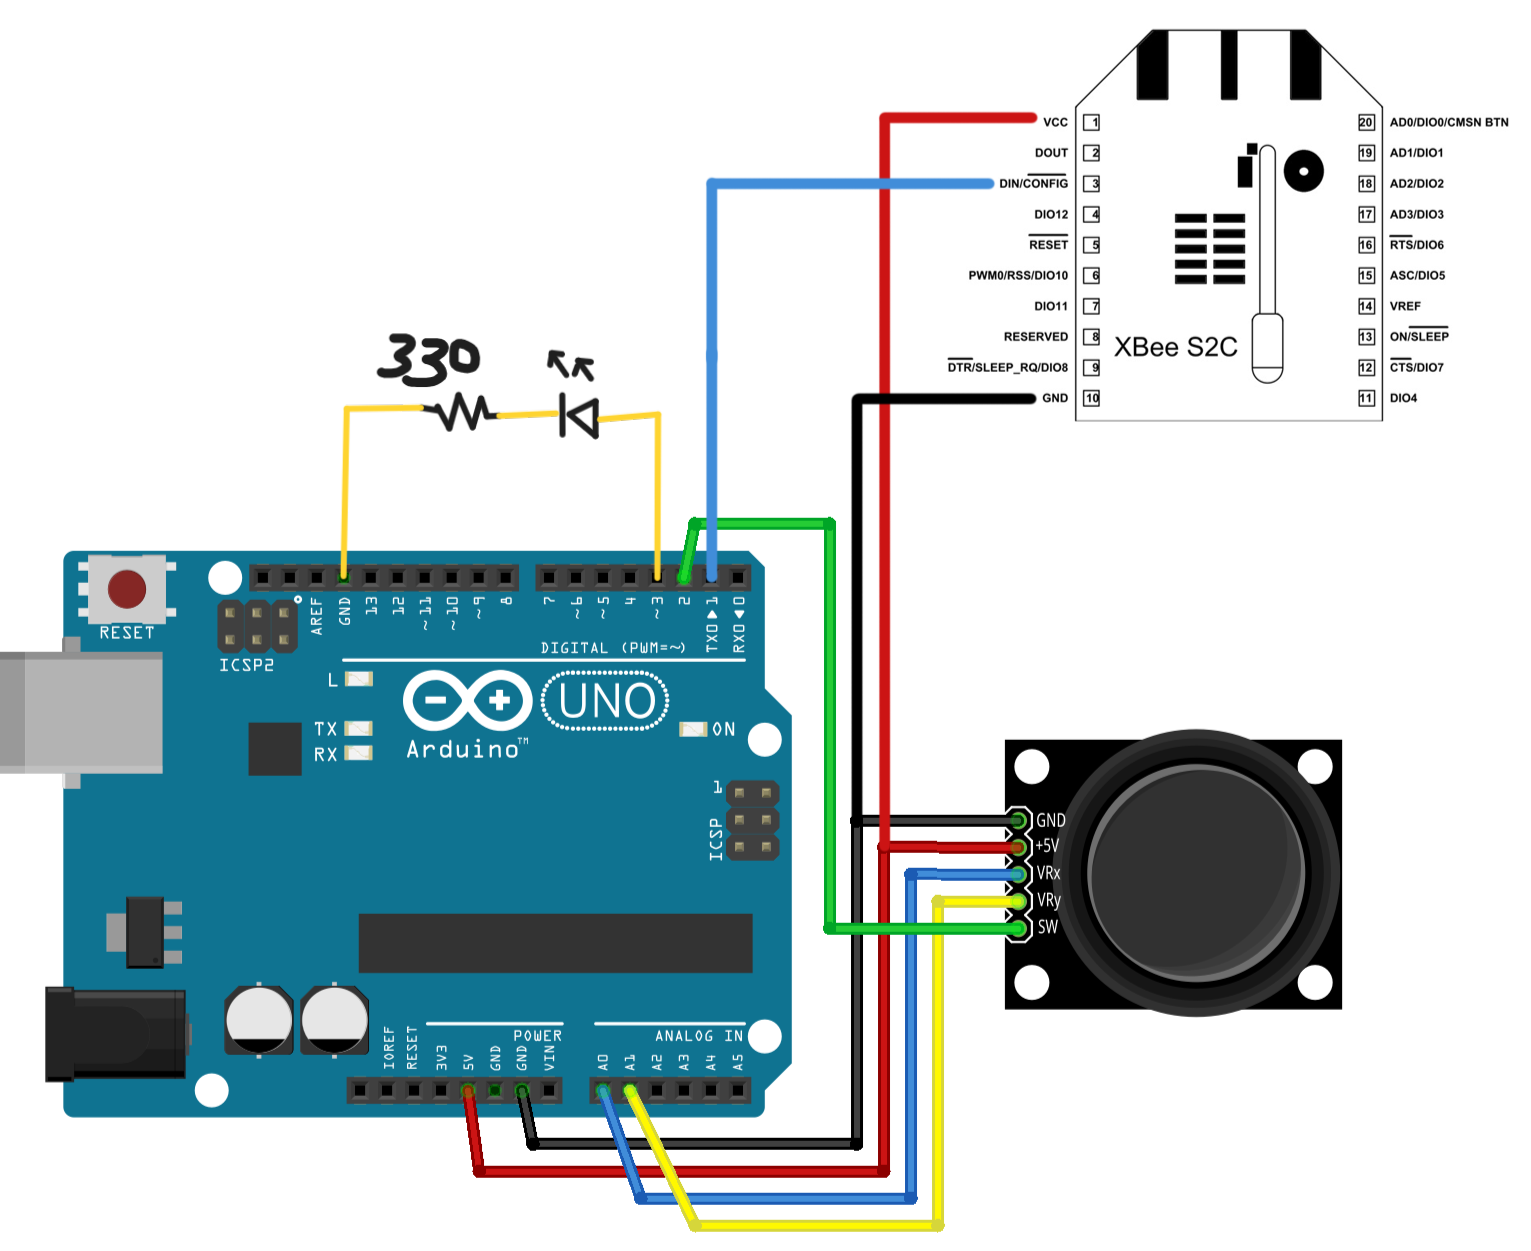 VCC 1
DOUT 2
DIN/CONFIG 3
DIO12 4
RESET 5
PWM0/RSS/DIO10 6
DIO11 7
RESERVED 8
DTR/SLEEP_RQ/DIO8 9
GND 10
20 AD0/DIO0/CMSN BTN
19 AD1/DIO1
18 AD2/DIO2
17 AD3/DIO3
16 RTS/DIO6
15 ASC/DIO5
14 VREF
13 ON/SLEEP
12 CTS/DIO7
11 DIO4
XBee S2C
330
RESET
ICSP2
AREF
GND
13
12
~11
~10
~9
8
7
~6
~5
4
~3
2
TX0▶1
RX0◀0
DIGITAL (PWM=~)
L
TX
RX
UNO
Arduino™
ON
1
ICSP
GND
+5V
VRx
VRy
SW
POWER
ANALOG IN
IOREF
RESET
3V3
5V
GND
GND
VIN
A0
A1
A2
A3
A4
A5